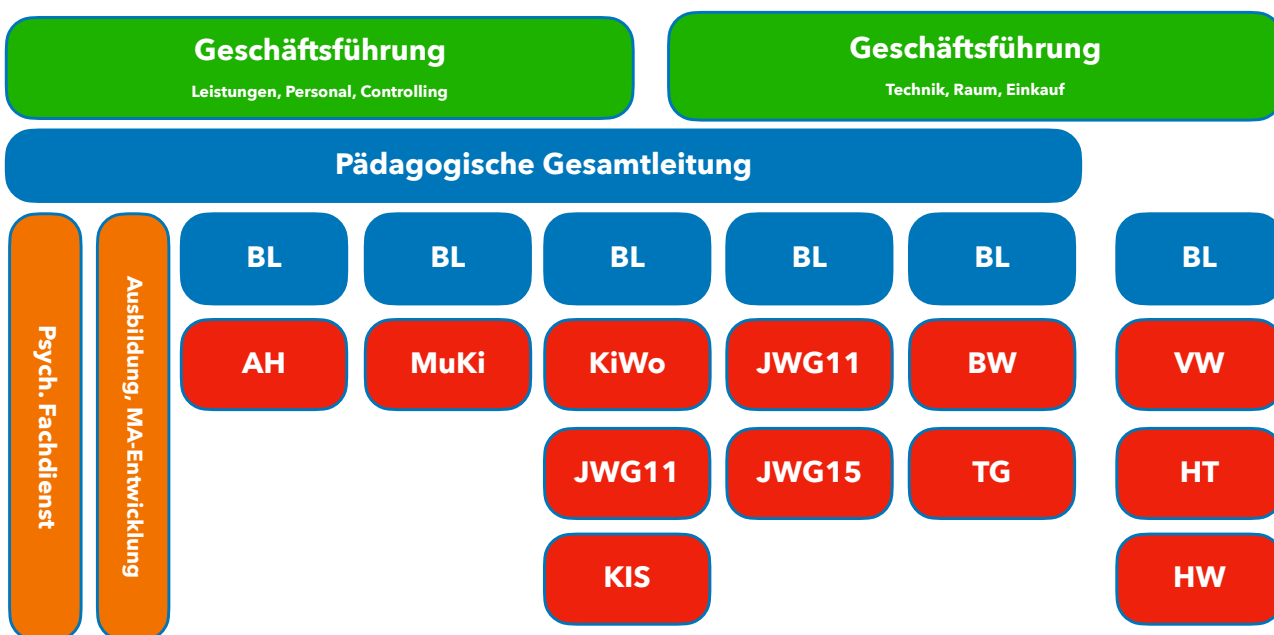 Geschäftsführung
Leistungen, Personal, Controlling
Geschäftsführung
Technik, Raum, Einkauf
Pädagogische Gesamtleitung
Psych. Fachdienst
Ausbildung, MA-Entwicklung
BL
BL
BL
BL
BL
BL
AH
MuKi
KiWo
JWG11
BW
VW
JWG11
JWG15
TG
HT
KIS
HW